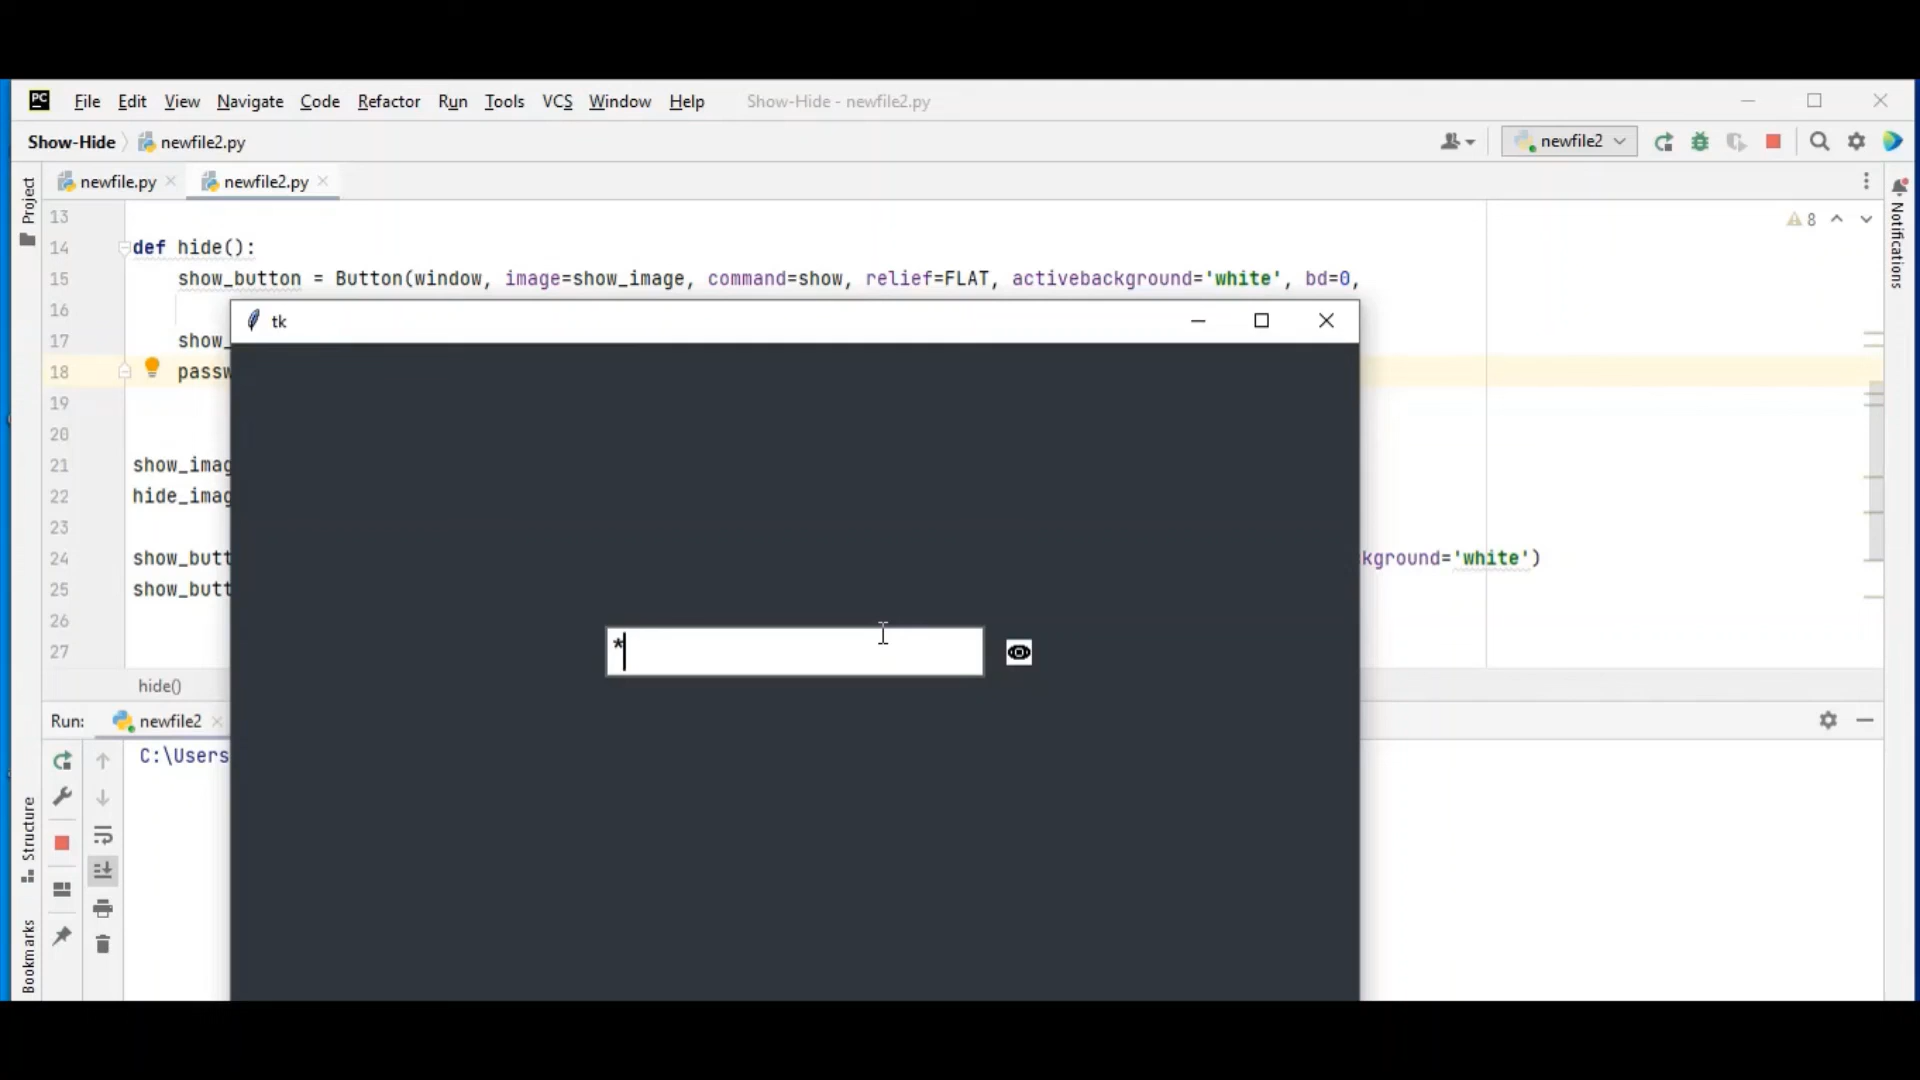 PC File Edit View Navigate Code Refactor Run Tools VCS Window Help Show-Hide - newfile2.py
Show-Hide newfile2.py newfile2
newfile.py newfile2.py
Project
Notifications
8
13
14 def hide():
15 show_button = Button(window, image=show_image, command=show, relief=FLAT, activebackground='white', bd=0,
16
tk
17 show_
18 passw
19
20
21 show_imag
22 hide_imag
23
24 show_butt kground='white')
25 show_butt
26
*
27
hide()
Run: newfile2
C:\Users
Structure
Bookmarks